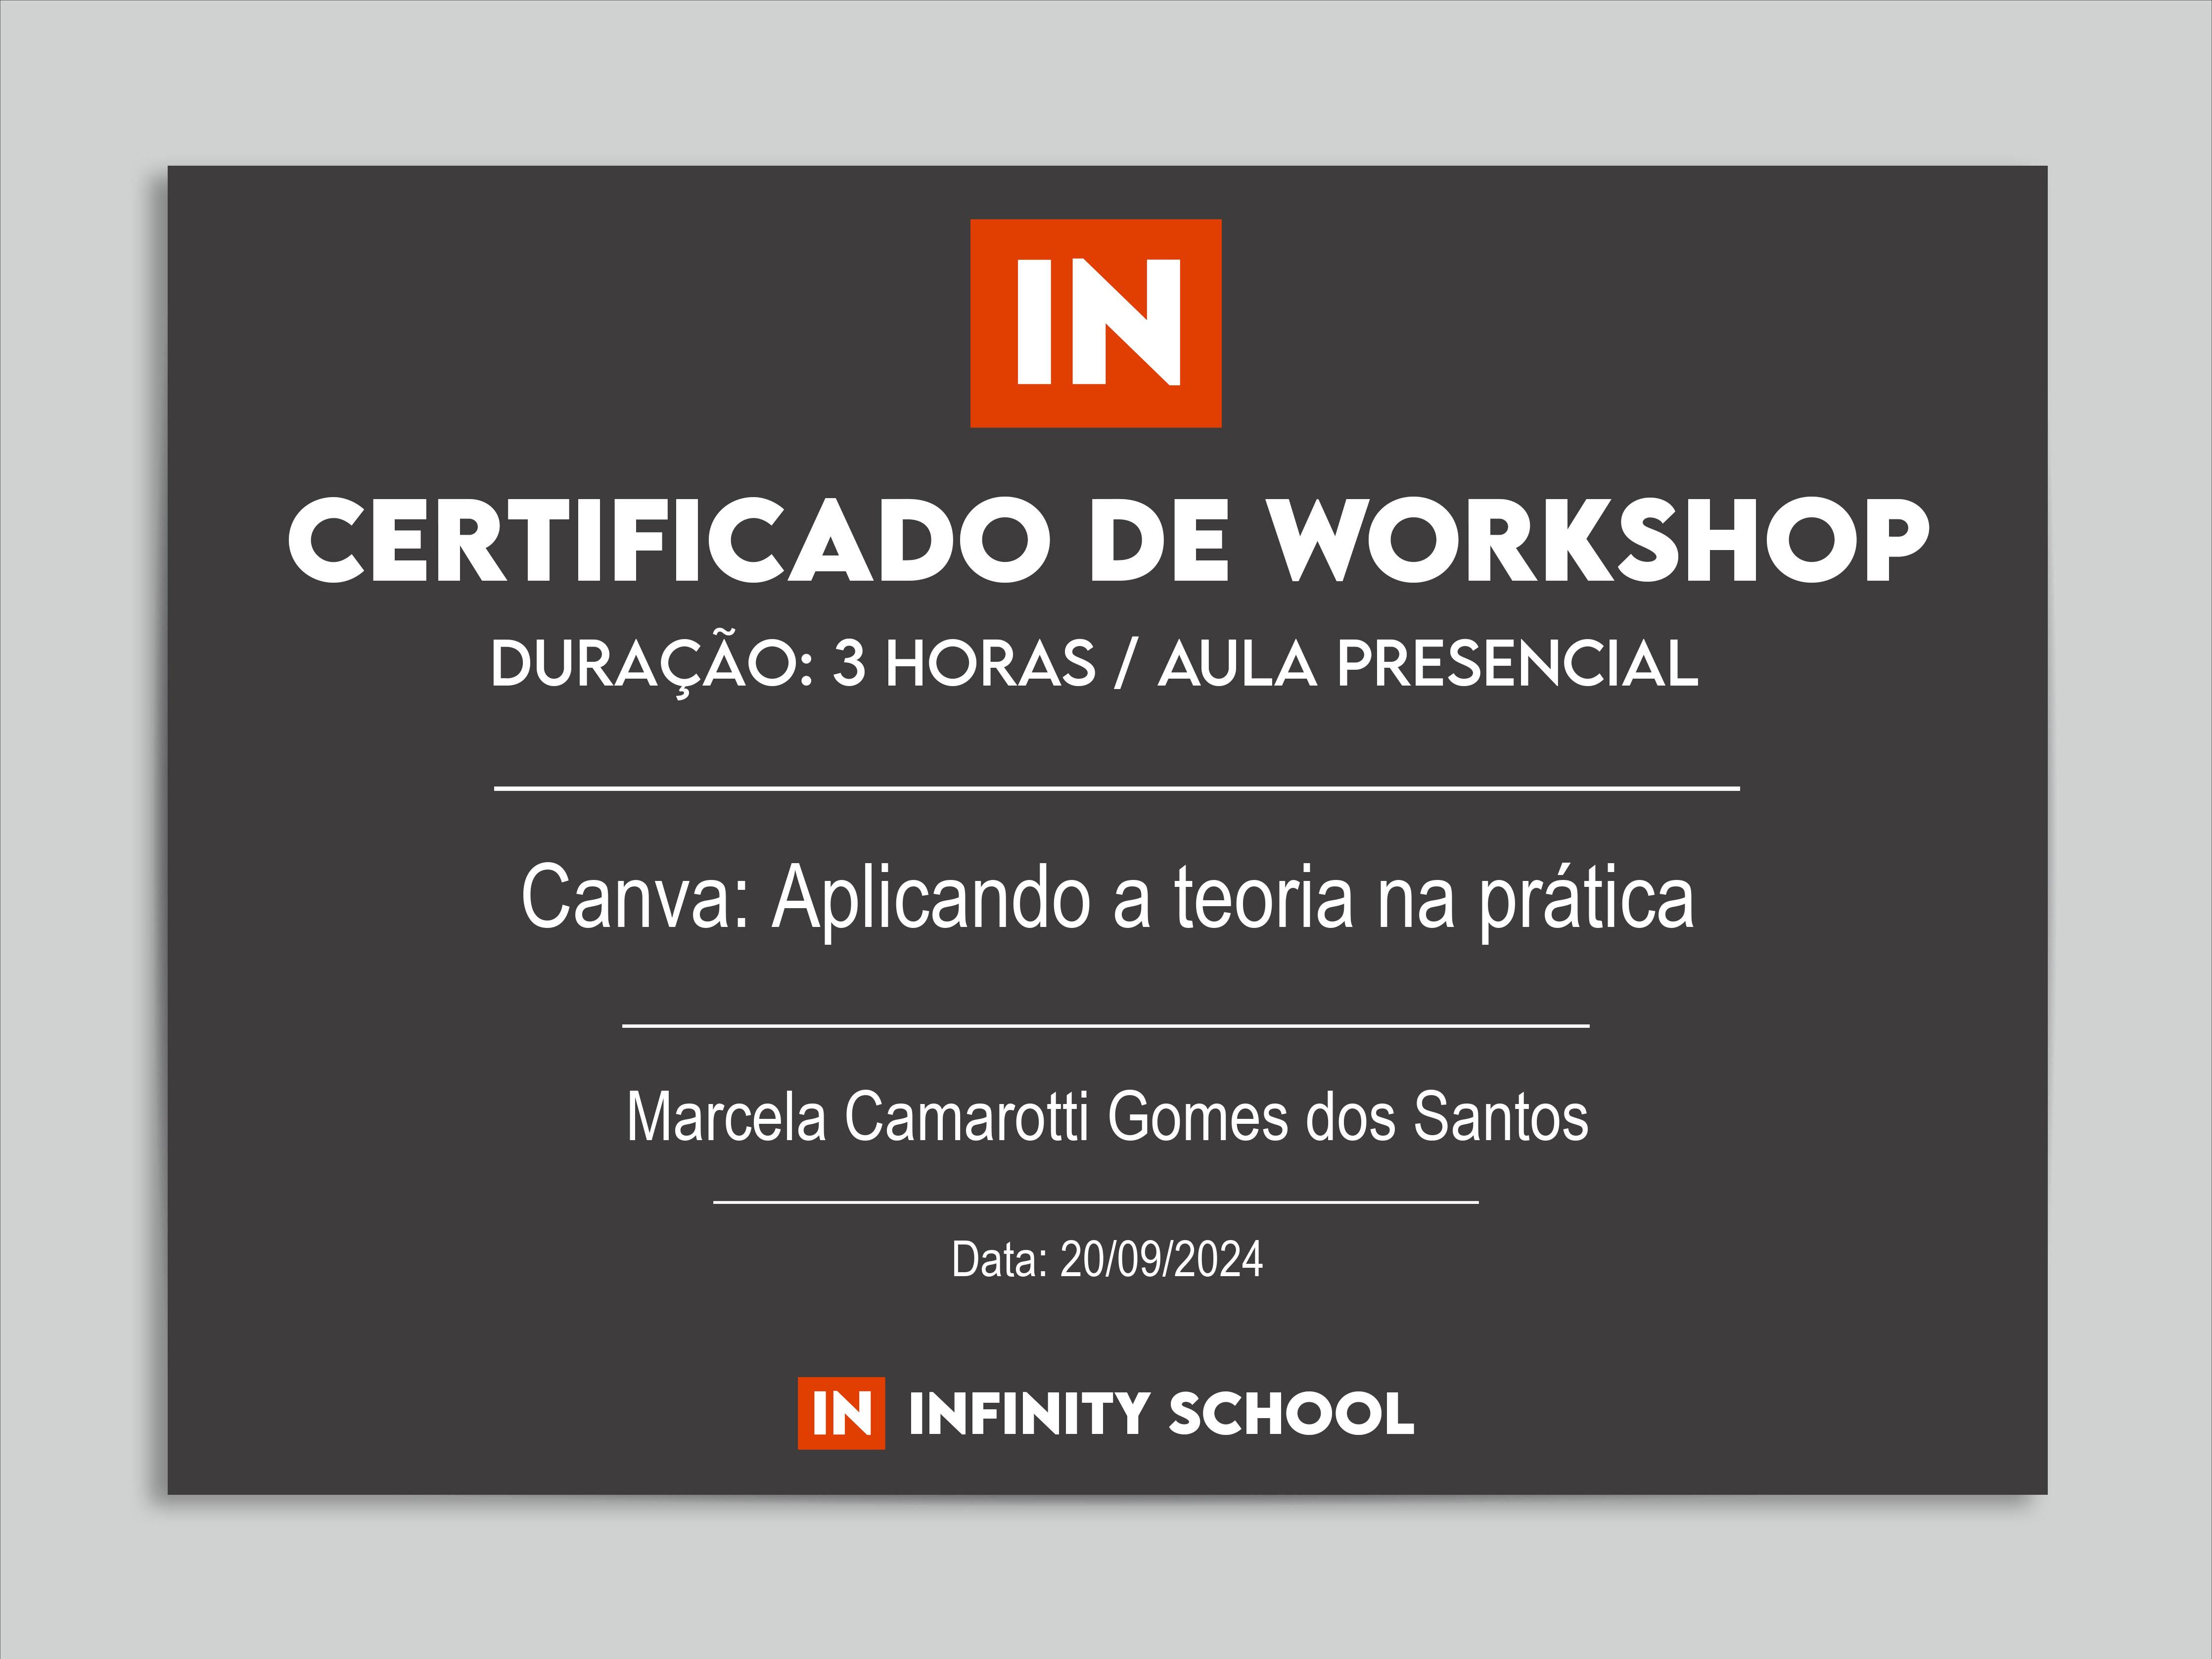 IN
CERTIFICADO DE WORKSHOP
DURAÇÃO: 3 HORAS / AULA PRESENCIAL
Canva: Aplicando a teoria na prática
Marcela Camarotti Gomes dos Santos
Data: 20/09/2024
IN INFINITY SCHOOL